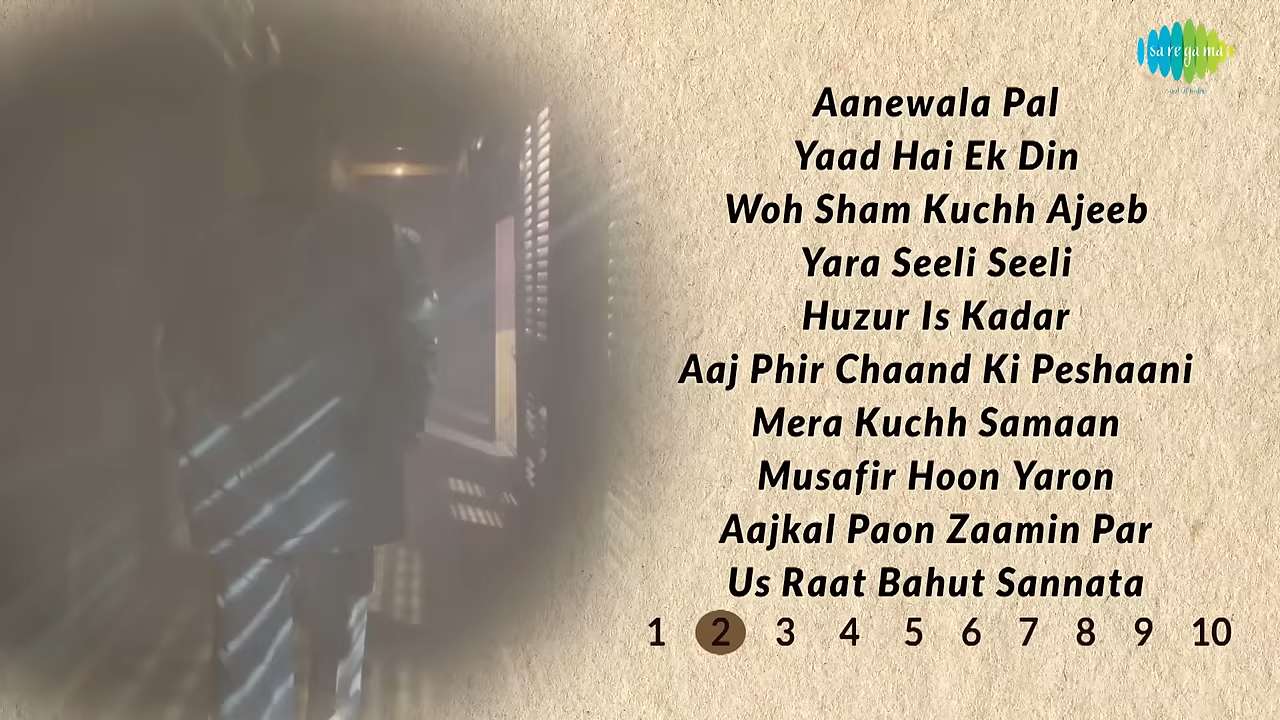 sa re ga ma
Aanewala Pal
Yaad Hai Ek Din
Woh Sham Kuchh Ajeeb
Yara Seeli Seeli
Huzur Is Kadar
Aaj Phir Chaand Ki Peshaani
Mera Kuchh Samaan
Musafir Hoon Yaron
Aajkal Paon Zaamin Par
Us Raat Bahut Sannata
1 2 3 4 5 6 7 8 9 10